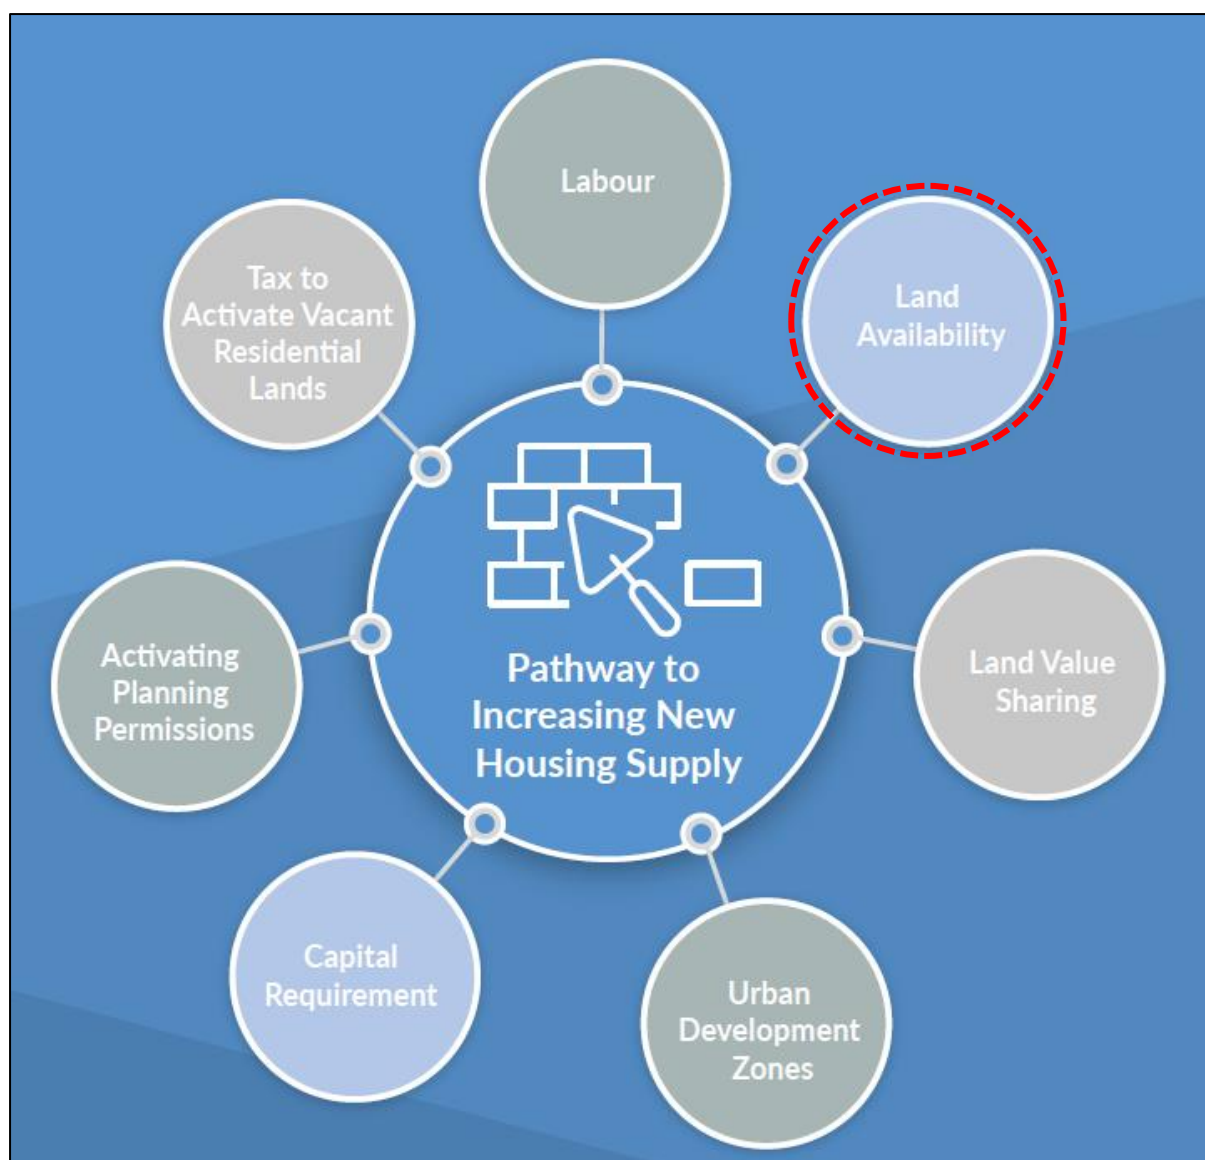 Labour
Land
Availability
Land Value
Sharing
Urban
Development
Zones
Capital
Requirement
Activating
Planning
Permissions
Tax to
Activate Vacant
Residential
Lands
Pathway to
Increasing New
Housing Supply